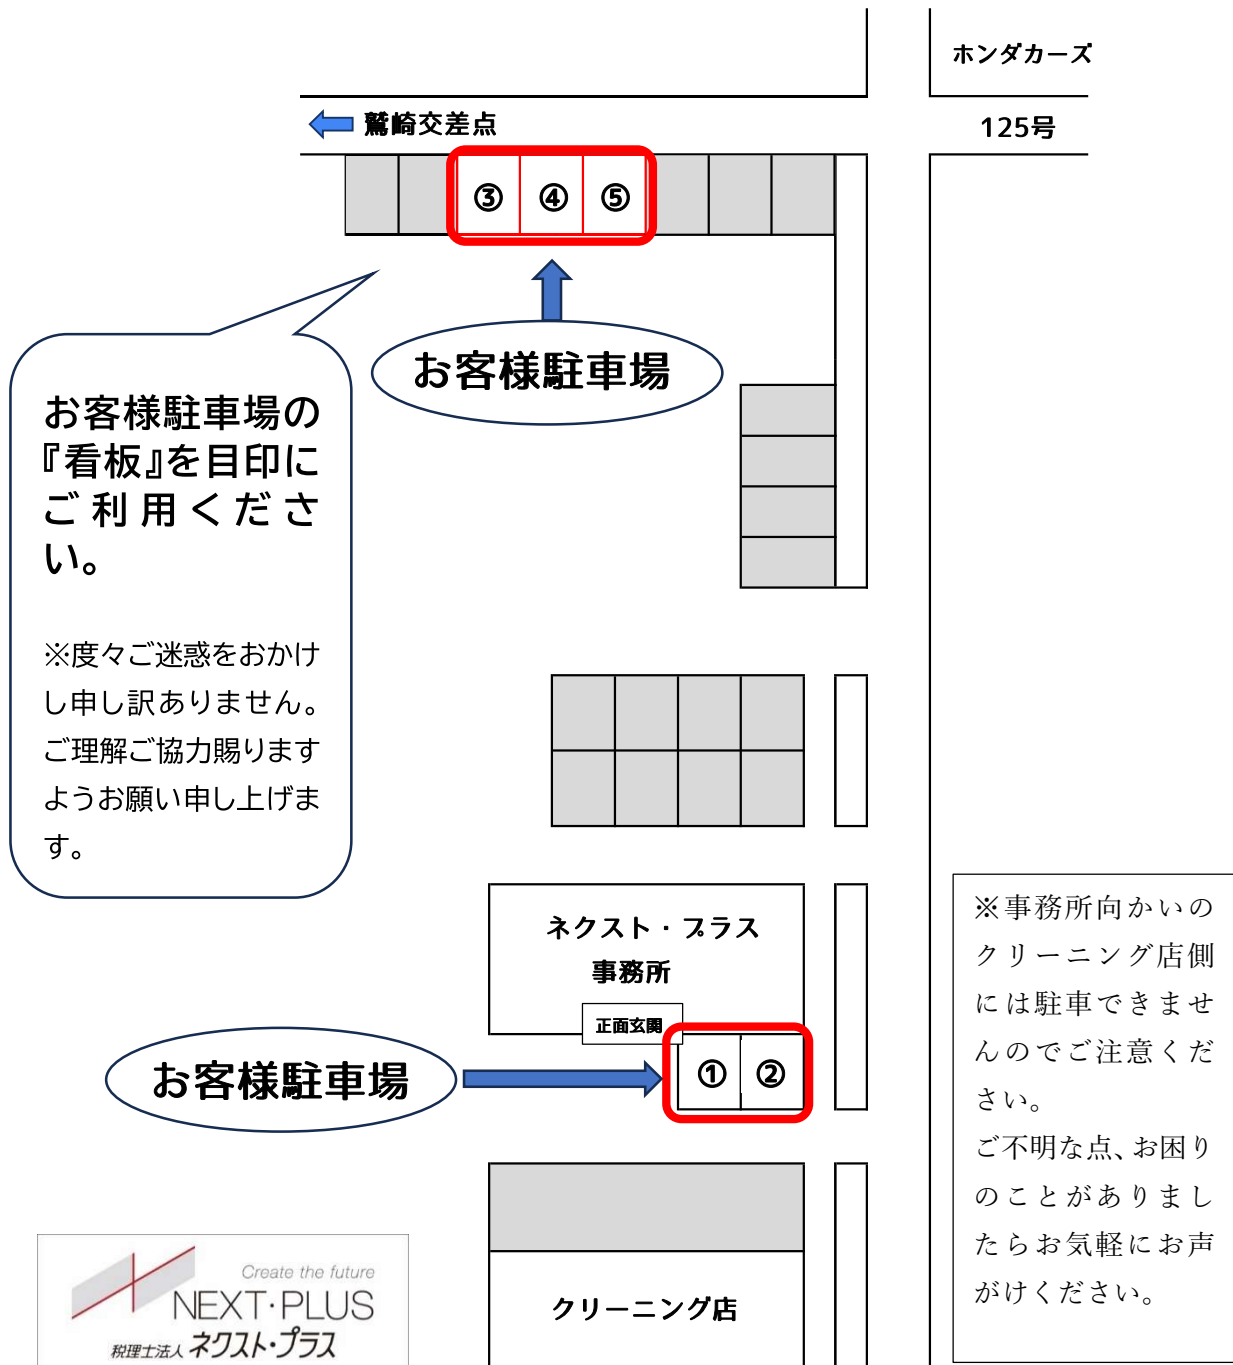 ホンダカーズ
鷲崎交差点
125号
③ ④ ⑤
お客様駐車場
お客様駐車場の
『看板』を目印に
ご利用くださ
い。
※度々ご迷惑をおかけ
し申し訳ありません。
ご理解ご協力賜ります
ようお願い申し上げま
す。
ネクスト・プラス
事務所
正面玄関
① ②
お客様駐車場
※事務所向かいの
クリーニング店側
には駐車できませ
んのでご注意くだ
さい。
ご不明な点、お困り
のことがありまし
たらお気軽にお声
がけください。
クリーニング店
Create the future
NEXT・PLUS
税理士法人 ネクスト・プラス